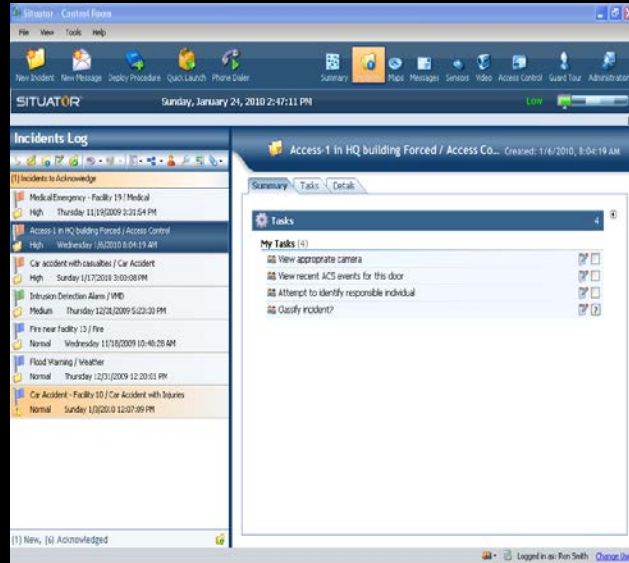 Situator - Control Room
File View Tools Help
New Incident New Message Deploy Procedure Quick Launch Phone Dialer Summary Incidents Maps Messages Sensors Video Access Control Guard Tour Administration
SITUATOR Sunday, January 24, 2010 2:47:11 PM Low
Incidents Log
(1) Incidents to Acknowledge
Medical Emergency - Facility 19 / Medical
High Thursday 11/19/2009 3:31:54 PM
Access-1 in HQ building Forced / Access Control
High Wednesday 1/6/2010 8:04:19 AM
Car accident with casualties / Car Accident
High Sunday 1/17/2010 3:03:08 PM
Intrusion Detection Alarm / VMD
Medium Thursday 12/31/2009 5:23:30 PM
Fire near facility 13 / Fire
Normal Wednesday 11/18/2009 10:40:28 AM
Flood Warning / Weather
Normal Thursday 12/31/2009 12:20:01 PM
Car Accident - Facility 10 / Car Accident with Injuries
Normal Sunday 1/3/2010 12:07:09 PM
(1) New, (6) Acknowledged
Access-1 in HQ building Forced / Access Co... Created: 1/6/2010, 8:04:19 AM
Summary Tasks Details
Tasks 4
My Tasks (4)
View appropriate camera
View recent ACS events for this door
Attempt to identify responsible individual
Classify incident?
Logged in as: Ron Smith Change Use